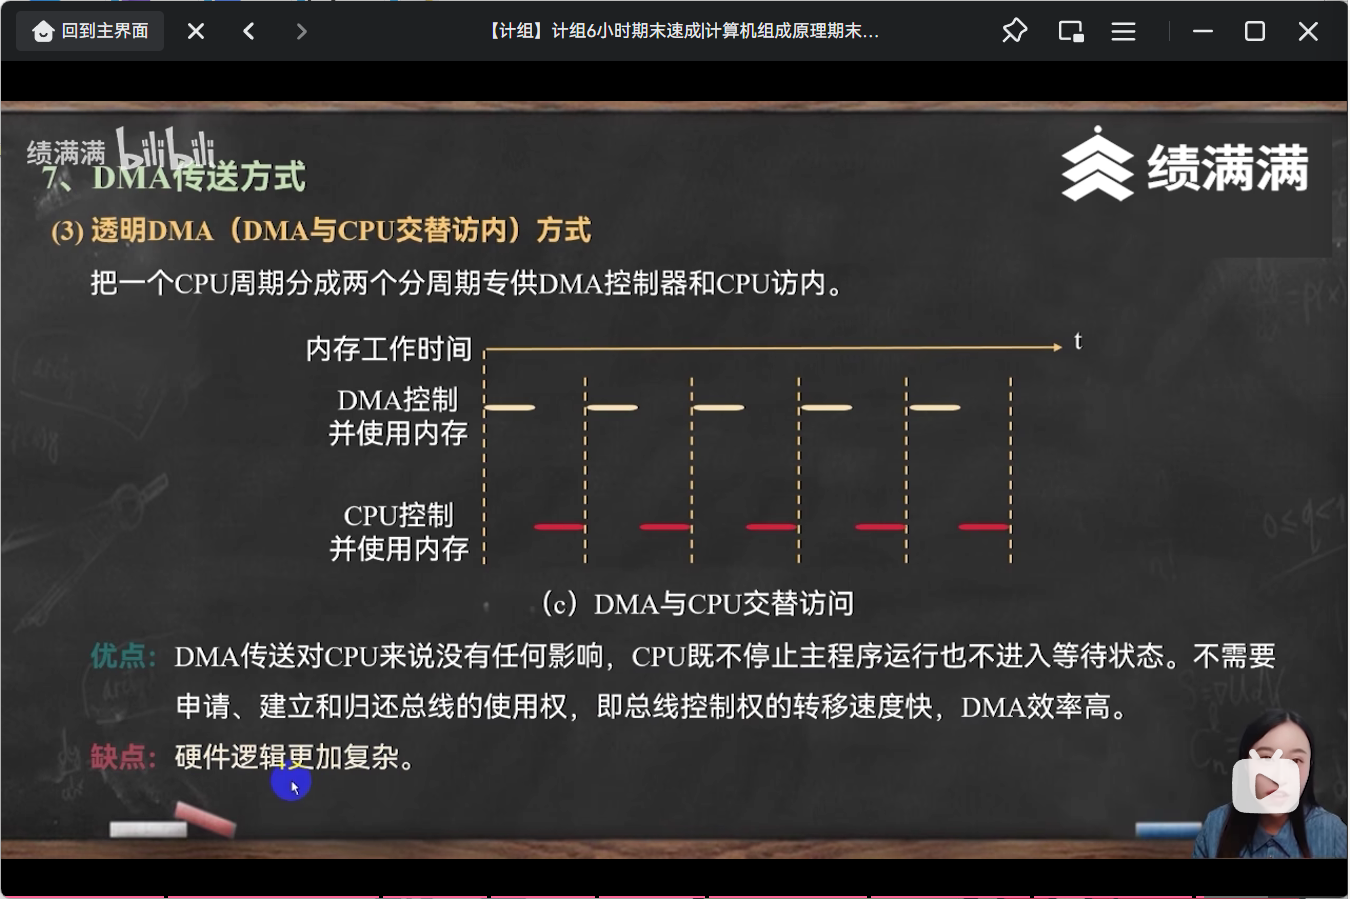 回到主界面
【计组】计组6小时期末速成|计算机组成原理期末...
绩满满 bilibili
绩满满
7、DMA传送方式
(3) 透明DMA（DMA与CPU交替访内）方式
把一个CPU周期分成两个分周期专供DMA控制器和CPU访内。
内存工作时间
t
DMA控制
并使用内存
CPU控制
并使用内存
（c）DMA与CPU交替访问
优点：DMA传送对CPU来说没有任何影响，CPU既不停止主程序运行也不进入等待状态。不需要
申请、建立和归还总线的使用权，即总线控制权的转移速度快，DMA效率高。
缺点：硬件逻辑更加复杂。